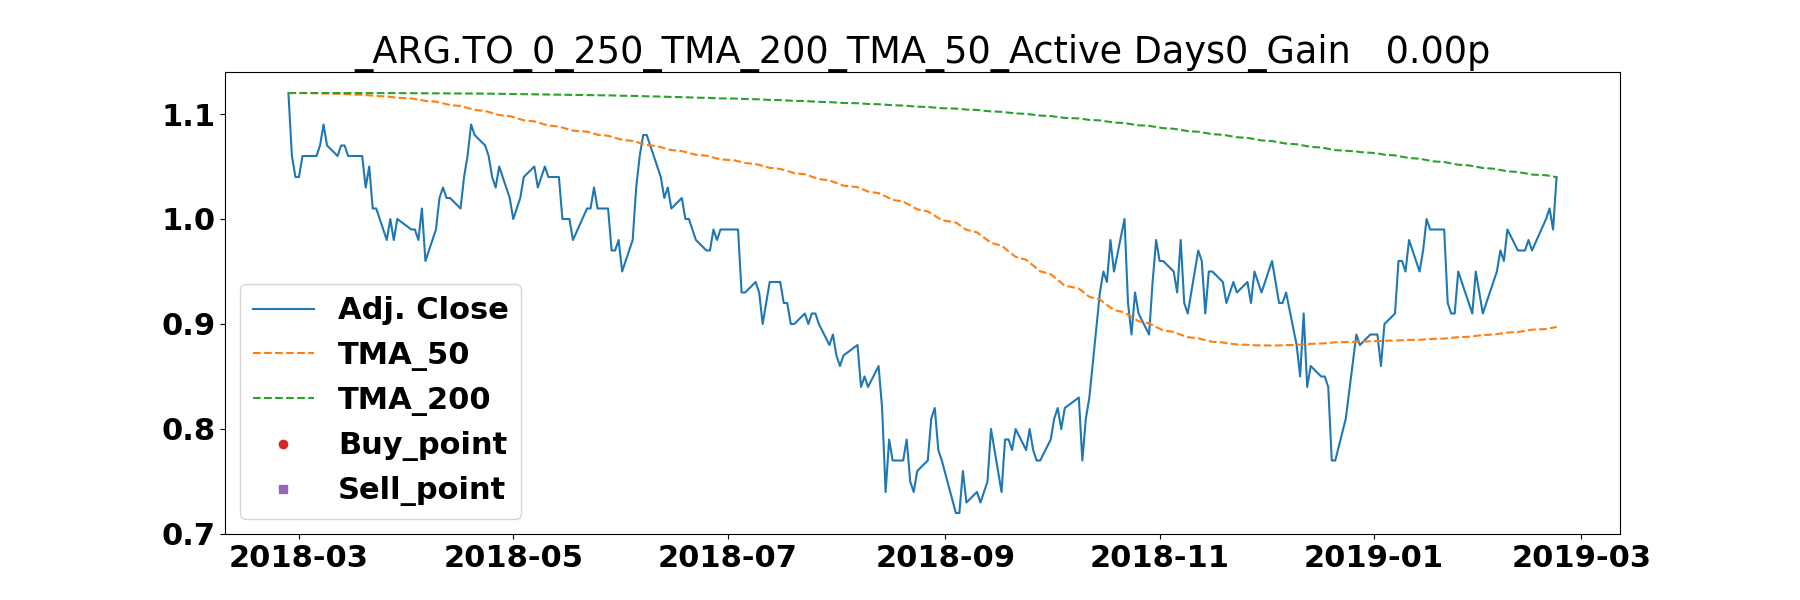 _ARG.TO_0_250_TMA_200_TMA_50_Active Days0_Gain   0.00p
1.1
1.0
0.9
0.8
0.7
Adj. Close
TMA_50
TMA_200
Buy_point
Sell_point
2018-03 2018-05 2018-07 2018-09 2018-11 2019-01 2019-03